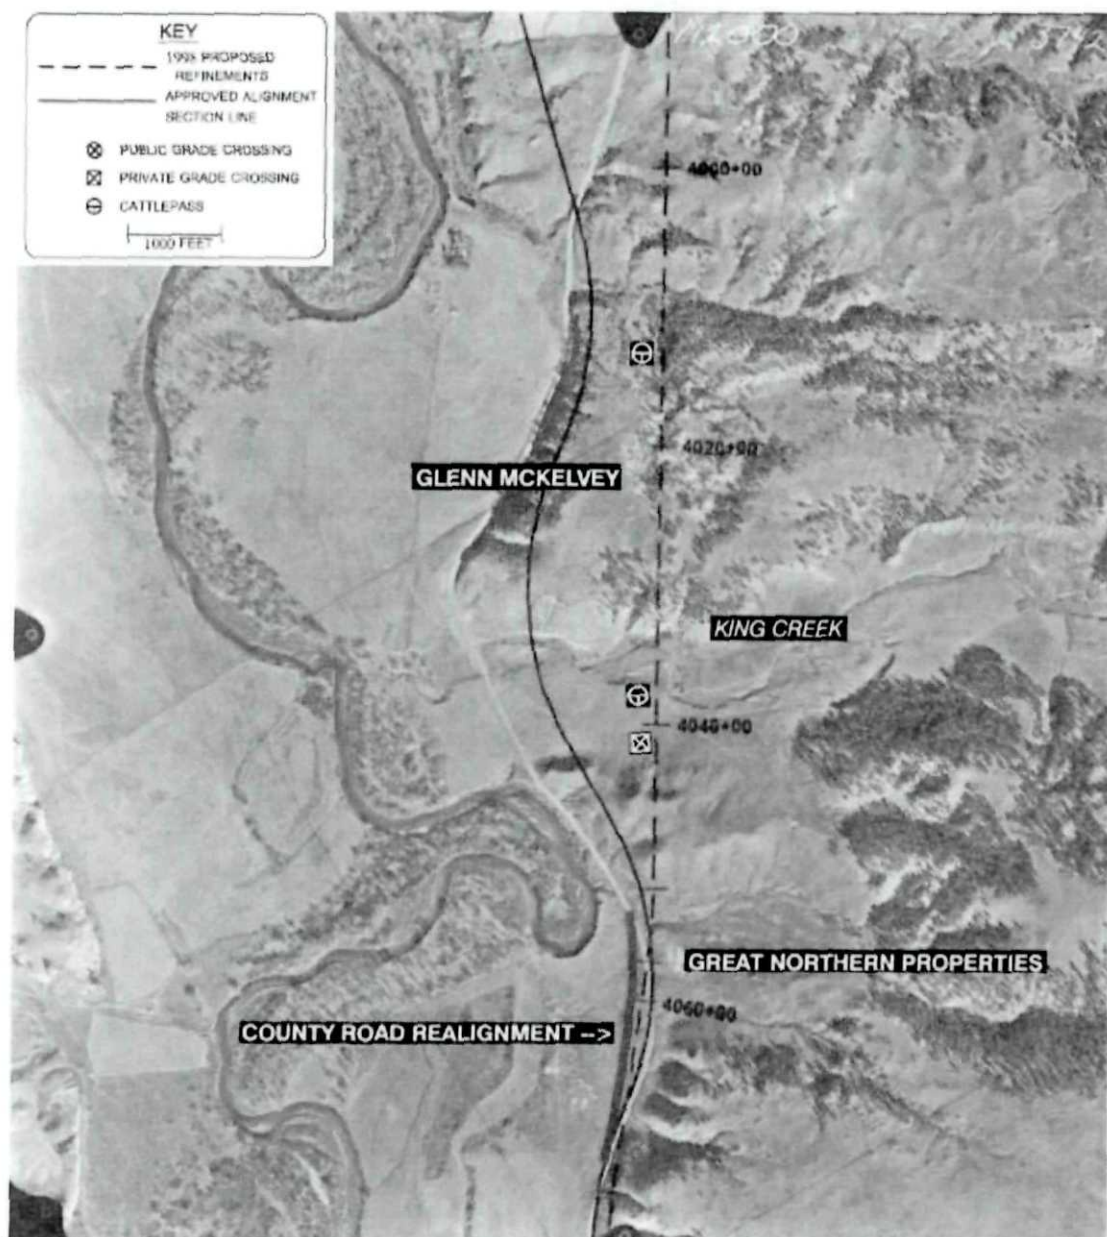 KEY
1998 PROPOSED
REFINEMENTS
APPROVED ALIGNMENT
SECTION LINE
PUBLIC GRADE CROSSING
PRIVATE GRADE CROSSING
CATTLEPASS
1000 FEET
4000+00
4020+00
GLENN MCKELVEY
KING CREEK
4040+00
GREAT NORTHERN PROPERTIES
4060+00
COUNTY ROAD REALIGNMENT -->